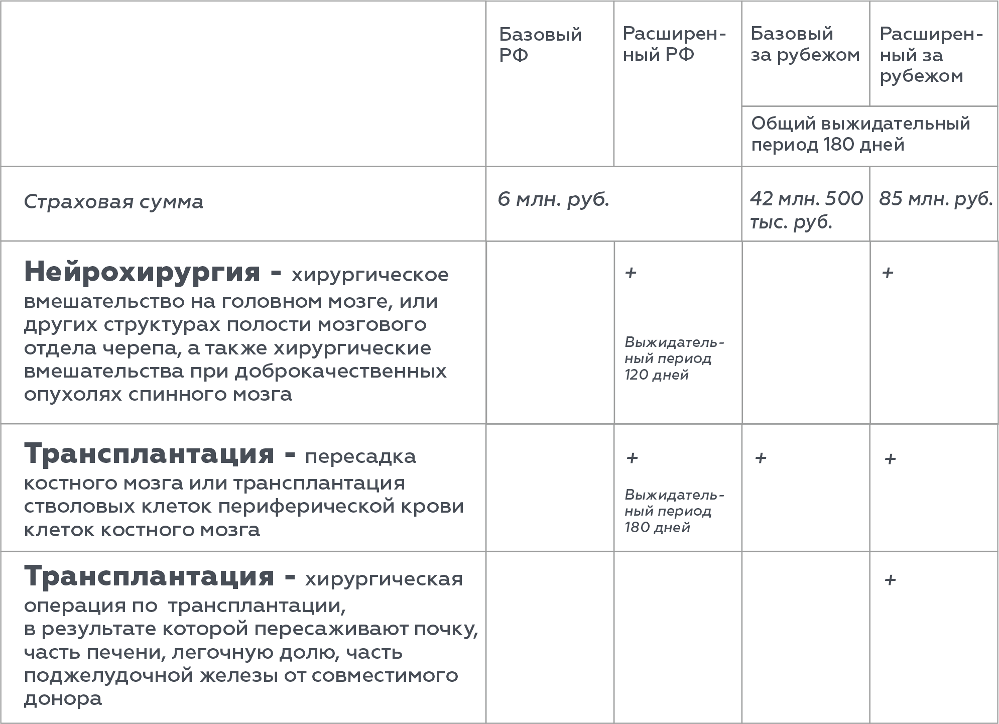 Базовый
РФ
Расширен-
ный РФ
Базовый
за рубежом
Расширен-
ный за
рубежом
Общий выжидательный
период 180 дней
Страховая сумма
6 млн. руб.
42 млн. 500
тыс. руб.
85 млн. руб.
Нейрохирургия - хирургическое
вмешательство на головном мозге, или
других структурах полости мозгового
отдела черепа, а также хирургические
вмешательства при доброкачественных
опухолях спинного мозга
+
Выжидатель-
ный период
120 дней
+
Трансплантация - пересадка
костного мозга или трансплантация
стволовых клеток периферической крови
клеток костного мозга
+
Выжидатель-
ный период
180 дней
+
+
Трансплантация - хирургическая
операция по  трансплантации,
в результате которой пересаживают почку,
часть печени, легочную долю, часть
поджелудочной железы от совместимого
донора
+